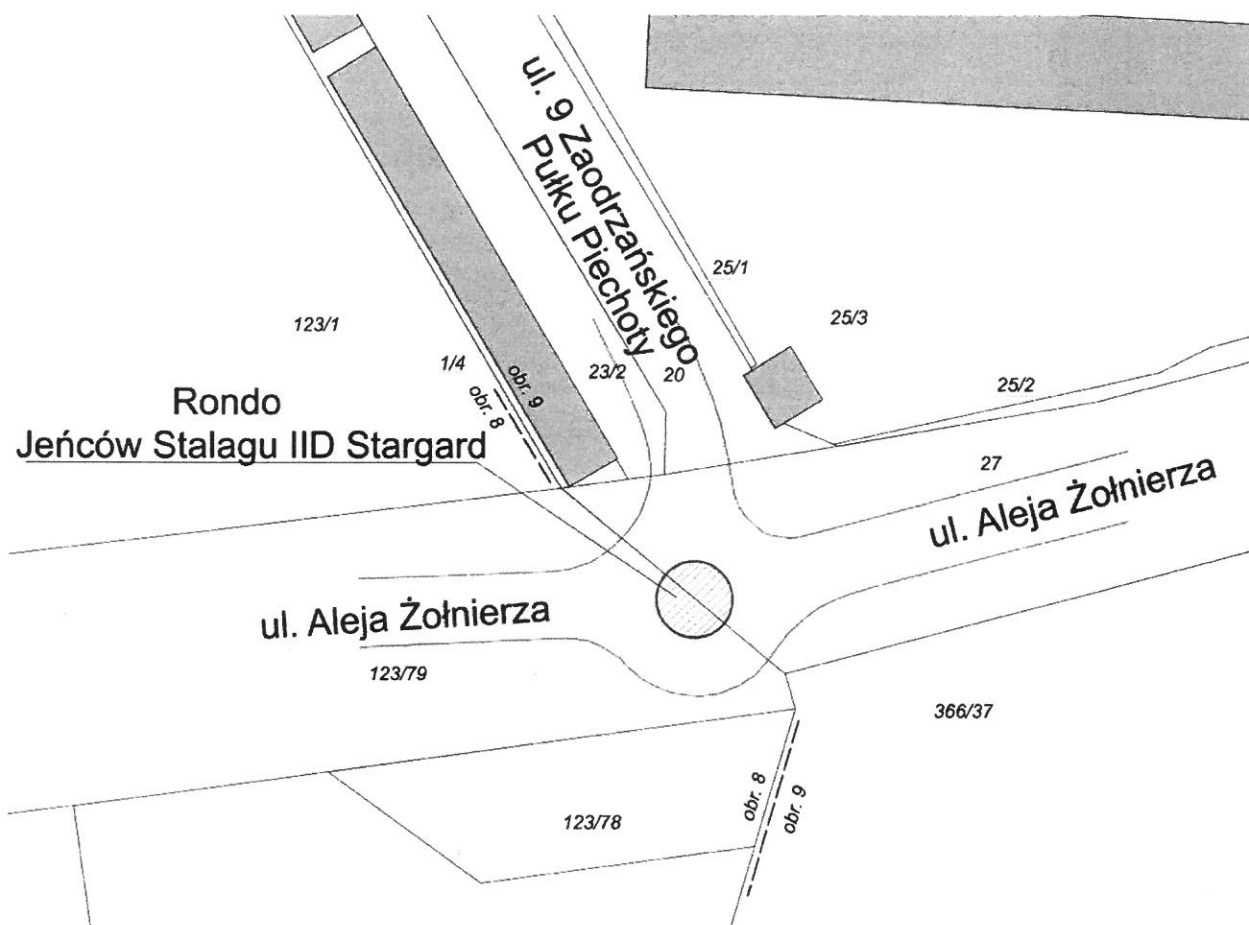 ul. 9 Zaodrzańskiego
Pułku Piechoty
25/1
25/3
123/1
1/4
obr. 9
obr. 8
23/2
20
25/2
Rondo
Jeńców Stalagu IID Stargard
27
ul. Aleja Żołnierza
ul. Aleja Żołnierza
123/79
366/37
obr. 8
obr. 9
123/78